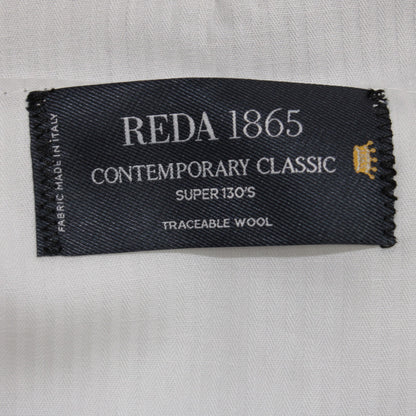 REDA 1865
CONTEMPORARY CLASSIC
SUPER 130'S
TRACEABLE WOOL
FABRIC MADE IN ITALY